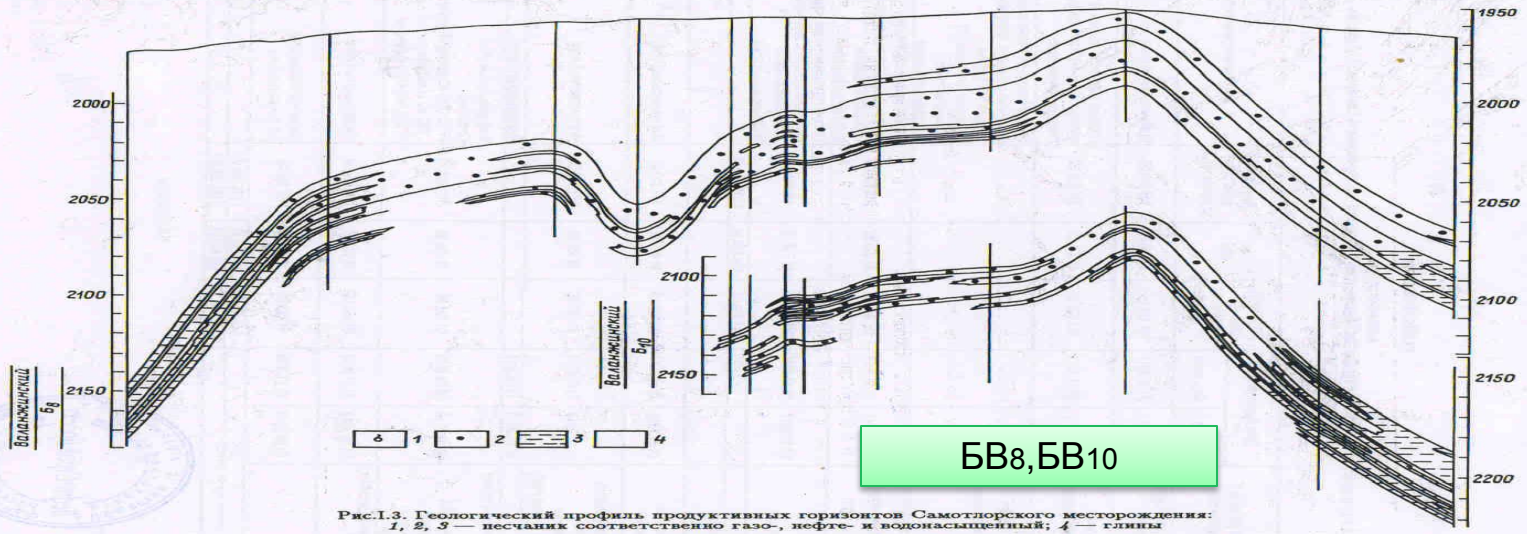 1950
2000
2050
2100
2150
2200
2000
2050
2100
2150
Валанжинский
Б8
2100
2150
Валанжинский
Б10
1 2 3 4
БВ8,БВ10
Рис.I.3. Геологический профиль продуктивных горизонтов Самотлорского месторождения:
1, 2, 3 — песчаник соответственно газо-, нефте- и водонасыщенный; 4 — глины